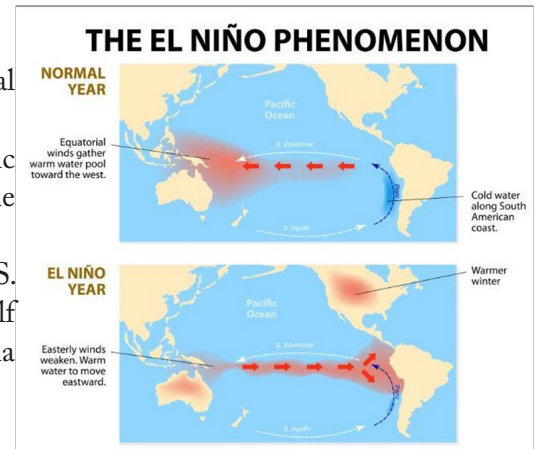 THE EL NIÑO PHENOMENON
al
ic
e
S.
lf
a
NORMAL
YEAR
Pacific
Ocean
Equatorial
winds gather
warm water pool
toward the west.
S. Equatorial
Peru
S. Pacific
Cold water
along South
American
coast.
EL NIÑO
YEAR
Pacific
Ocean
Warmer
winter
Easterly winds
weaken. Warm
water to move
eastward.
S. Equatorial
Peru
S. Pacific